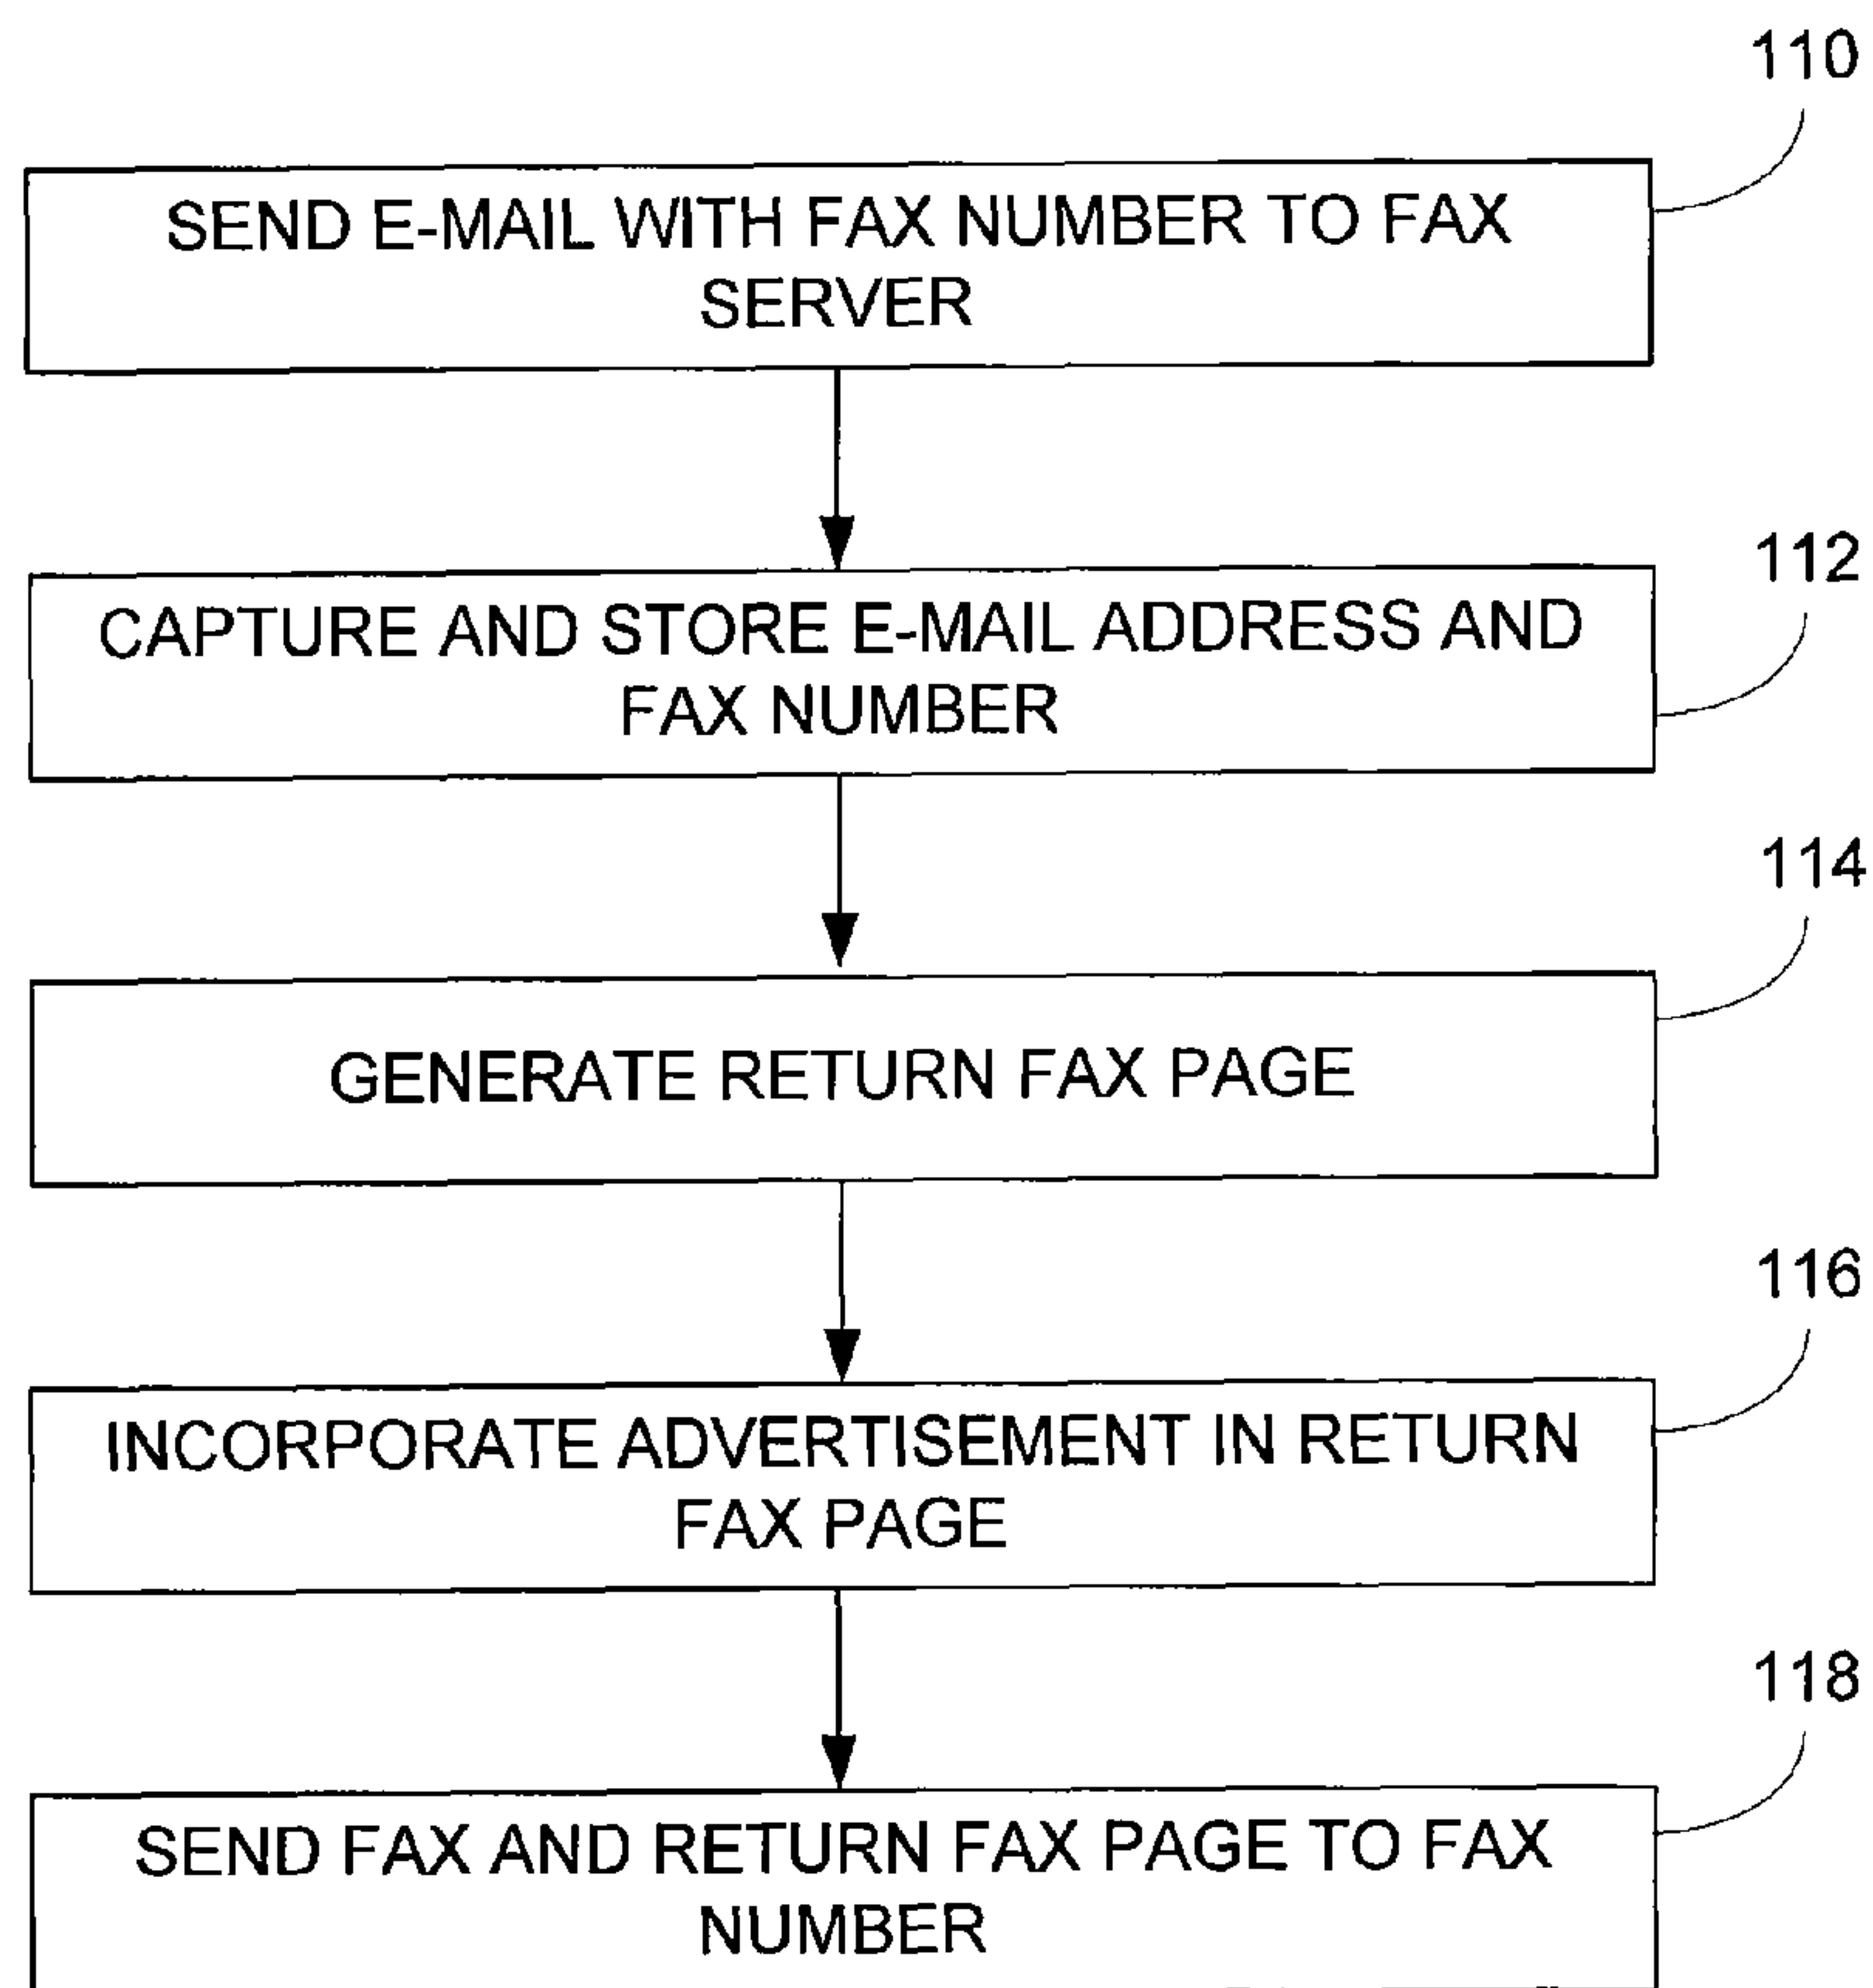 110
SEND E-MAIL WITH FAX NUMBER TO FAX
SERVER
112
CAPTURE AND STORE E-MAIL ADDRESS AND
FAX NUMBER
114
GENERATE RETURN FAX PAGE
116
INCORPORATE ADVERTISEMENT IN RETURN
FAX PAGE
118
SEND FAX AND RETURN FAX PAGE TO FAX
NUMBER